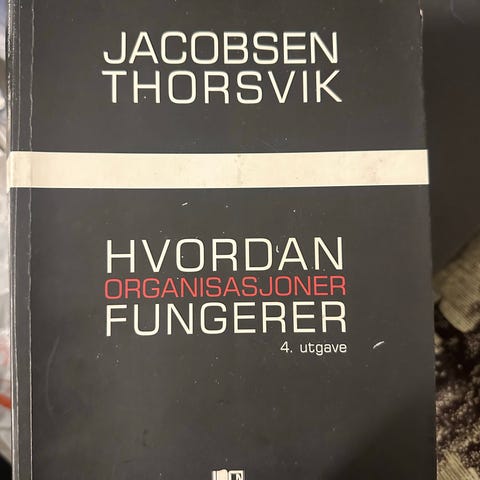 JACOBSEN
THORSVIK
HVORDAN
ORGANISASJONER
FUNGERER
4. utgave